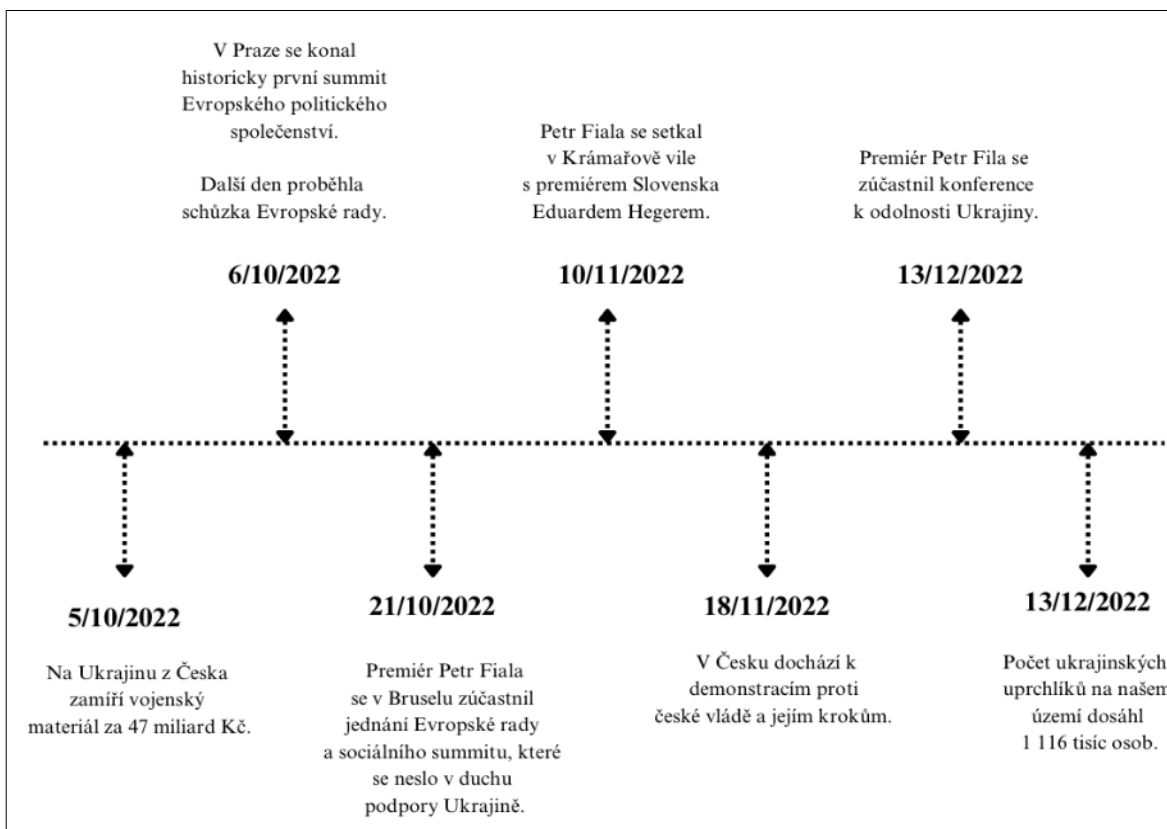 V Praze se konal
historicky první summit
Evropského politického
společenství.
Další den proběhla
schůzka Evropské rady.
6/10/2022
Petr Fiala se setkal
v Krámařově vile
s premiérem Slovenska
Eduardem Hegerem.
10/11/2022
Premiér Petr Fila se
zúčastnil konference
k odolnosti Ukrajiny.
13/12/2022
5/10/2022
Na Ukrajinu z Česka
zamíří vojenský
materiál za 47 miliard Kč.
21/10/2022
Premiér Petr Fiala
se v Bruselu zúčastnil
jednání Evropské rady
a sociálního summitu, které
se neslo v duchu
podpory Ukrajině.
18/11/2022
V Česku dochází k
demonstracím proti
české vládě a jejím krokům.
13/12/2022
Počet ukrajinských
uprchlíků na našem
území dosáhl
1 116 tisíc osob.